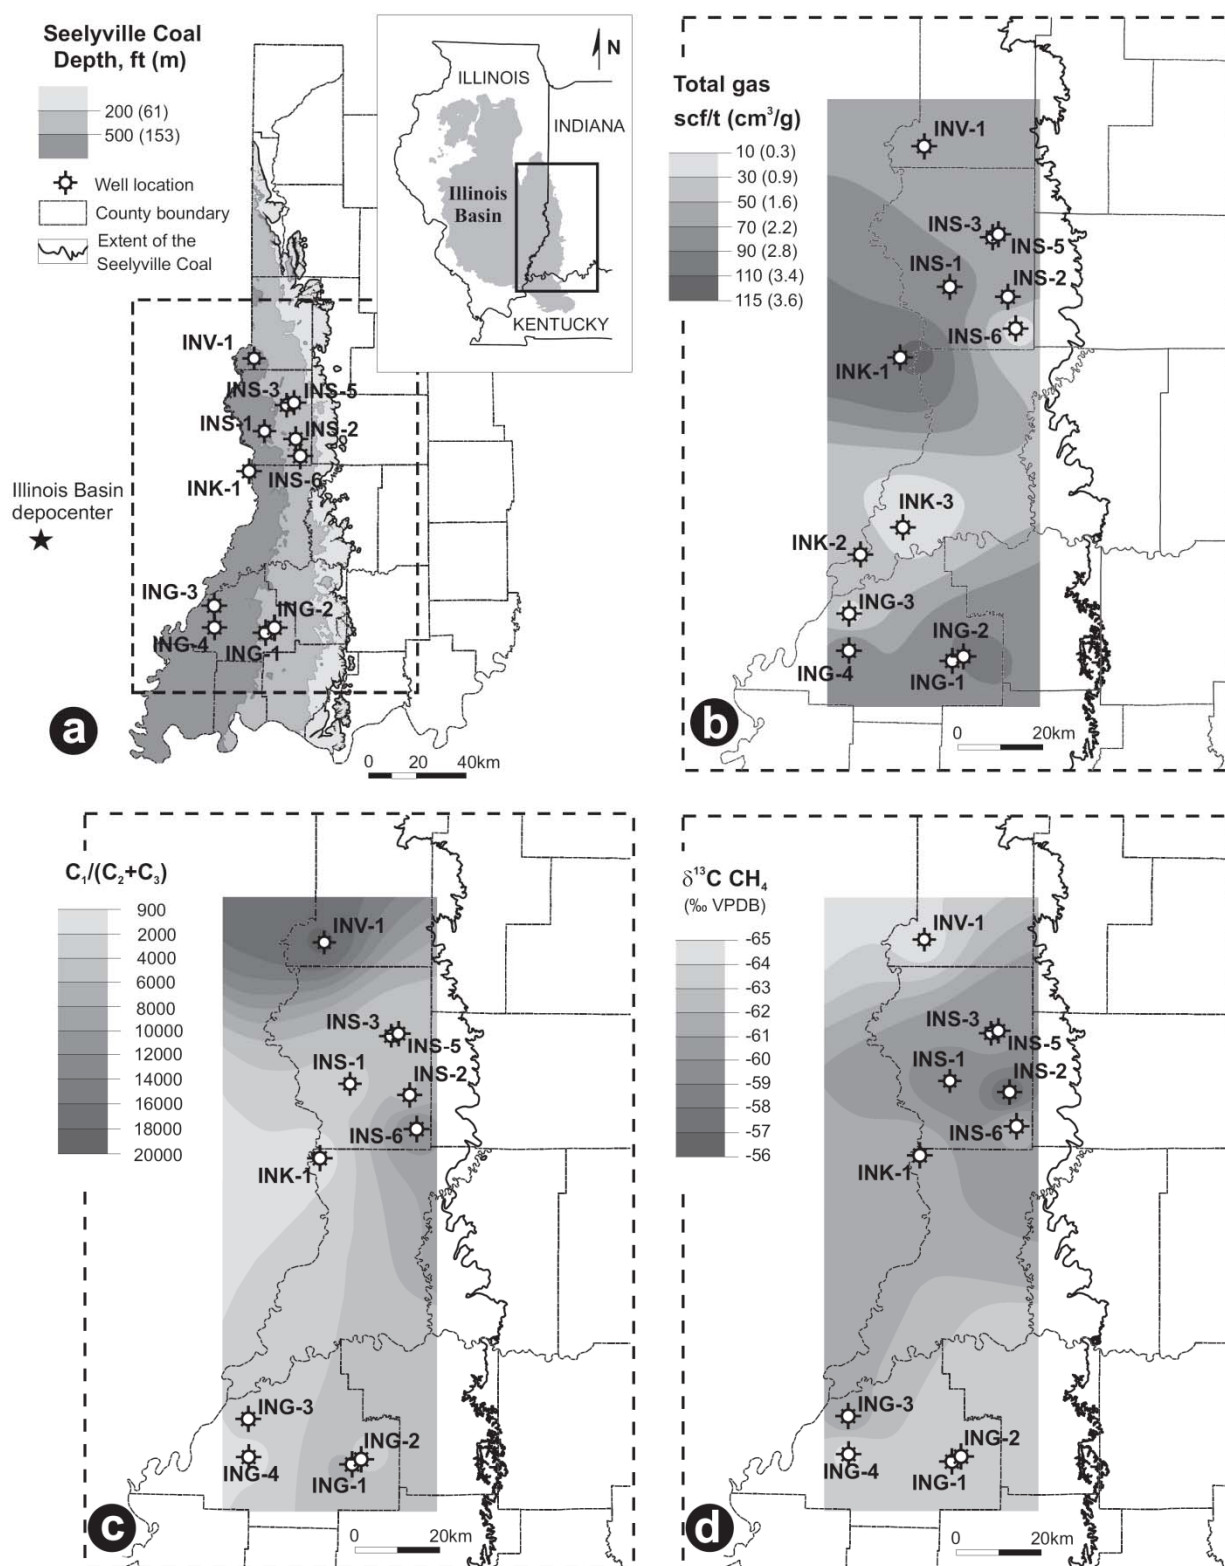 Seelyville Coal
Depth, ft (m)
200 (61)
500 (153)
Well location
County boundary
Extent of the
Seelyville Coal
N
ILLINOIS
INDIANA
Illinois
Basin
KENTUCKY
INV-1
INS-3
INS-5
INS-1
INS-2
INS-6
INK-1
Illinois Basin
depocenter
ING-3
ING-2
ING-4
ING-1
0
20
40km
a
Total gas
scf/t (cm³/g)
10 (0.3)
30 (0.9)
50 (1.6)
70 (2.2)
90 (2.8)
110 (3.4)
115 (3.6)
INV-1
INS-3
INS-5
INS-1
INS-2
INS-6
INK-1
INK-3
INK-2
ING-3
ING-2
ING-4
ING-1
0
20km
b
C₁/(C₂+C₃)
900
2000
4000
6000
8000
10000
12000
14000
16000
18000
20000
INV-1
INS-3
INS-5
INS-1
INS-2
INS-6
INK-1
ING-3
ING-2
ING-4
ING-1
0
20km
c
δ¹³C CH₄
(‰ VPDB)
-65
-64
-63
-62
-61
-60
-59
-58
-57
-56
INV-1
INS-3
INS-5
INS-1
INS-2
INS-6
INK-1
ING-3
ING-2
ING-4
ING-1
0
20km
d